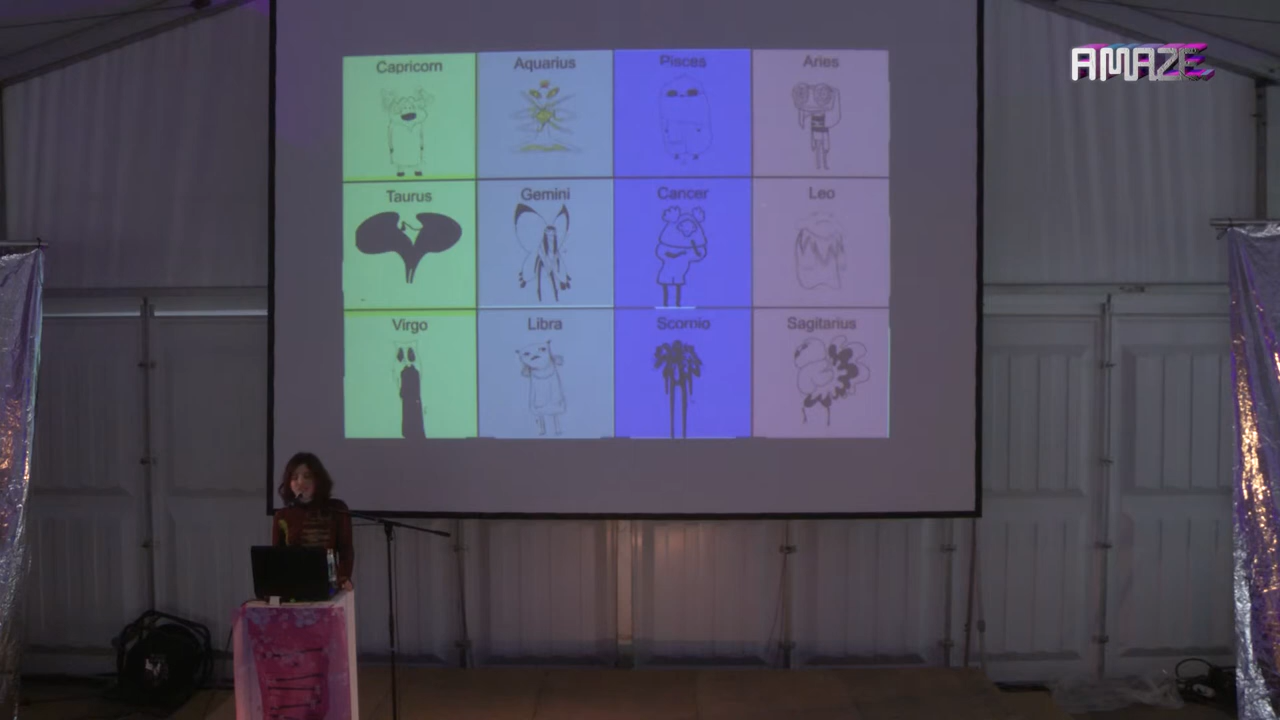 AMAZE
Capricorn
Aquarius
Pisces
Aries
Taurus
Gemini
Cancer
Leo
Virgo
Libra
Scorpio
Sagitarius